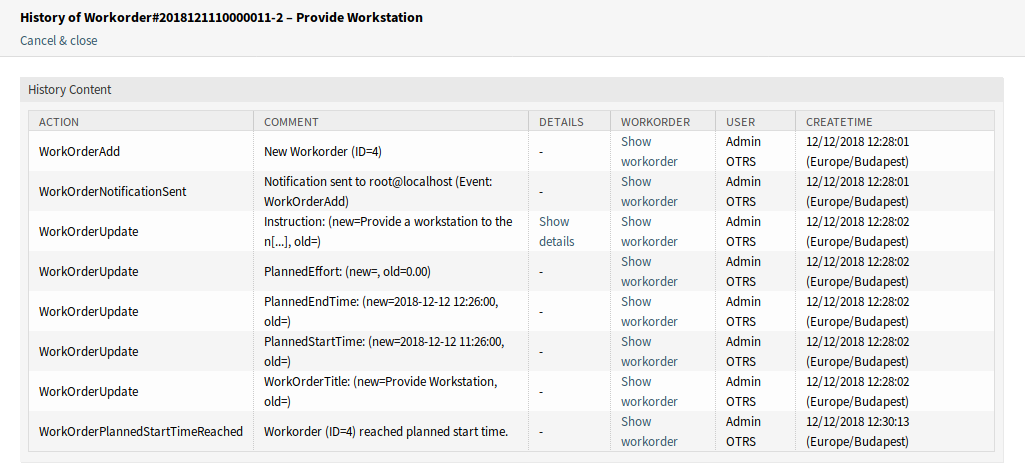 History of Workorder#2018121110000011-2 – Provide Workstation
Cancel & close
History Content
ACTION COMMENT DETAILS WORKORDER USER CREATETIME
WorkOrderAdd New Workorder (ID=4) - Show workorder Admin OTRS 12/12/2018 12:28:01 (Europe/Budapest)
WorkOrderNotificationSent Notification sent to root@localhost (Event: WorkOrderAdd) - Show workorder Admin OTRS 12/12/2018 12:28:01 (Europe/Budapest)
WorkOrderUpdate Instruction: (new=Provide a workstation to the n[...], old=) Show details Show workorder Admin OTRS 12/12/2018 12:28:02 (Europe/Budapest)
WorkOrderUpdate PlannedEffort: (new=, old=0.00) - Show workorder Admin OTRS 12/12/2018 12:28:02 (Europe/Budapest)
WorkOrderUpdate PlannedEndTime: (new=2018-12-12 12:26:00, old=) - Show workorder Admin OTRS 12/12/2018 12:28:02 (Europe/Budapest)
WorkOrderUpdate PlannedStartTime: (new=2018-12-12 11:26:00, old=) - Show workorder Admin OTRS 12/12/2018 12:28:02 (Europe/Budapest)
WorkOrderUpdate WorkOrderTitle: (new=Provide Workstation, old=) - Show workorder Admin OTRS 12/12/2018 12:28:02 (Europe/Budapest)
WorkOrderPlannedStartTimeReached Workorder (ID=4) reached planned start time. - Show workorder Admin OTRS 12/12/2018 12:30:13 (Europe/Budapest)